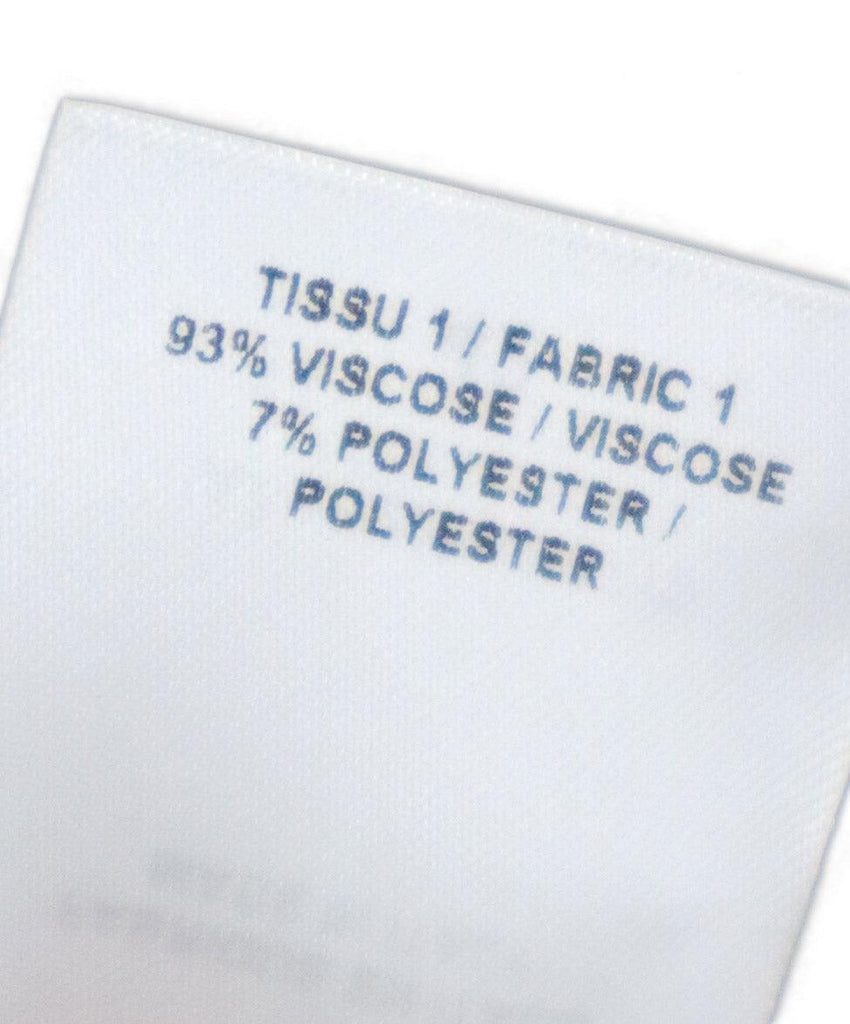 TISSU 1 / FABRIC 1
93% VISCOSE / VISCOSE
7% POLYESTER /
POLYESTER